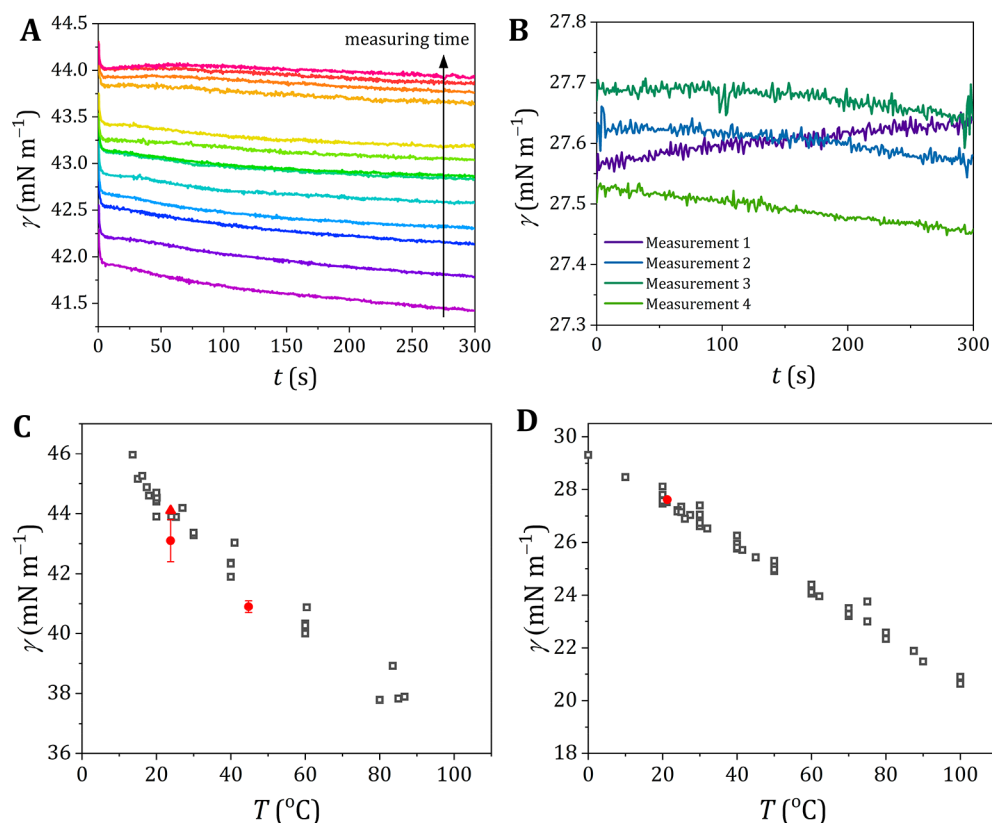 A
44.5
44.0
43.5
43.0
42.5
42.0
41.5
γ (mN m⁻¹)
measuring time
0 50 100 150 200 250 300
t (s)
B
27.8
27.7
27.6
27.5
27.4
27.3
γ (mN m⁻¹)
Measurement 1
Measurement 2
Measurement 3
Measurement 4
0 100 200 300
t (s)
C
46
44
42
40
38
36
γ (mN m⁻¹)
0 20 40 60 80 100
T (°C)
D
30
28
26
24
22
20
18
γ (mN m⁻¹)
0 20 40 60 80 100
T (°C)